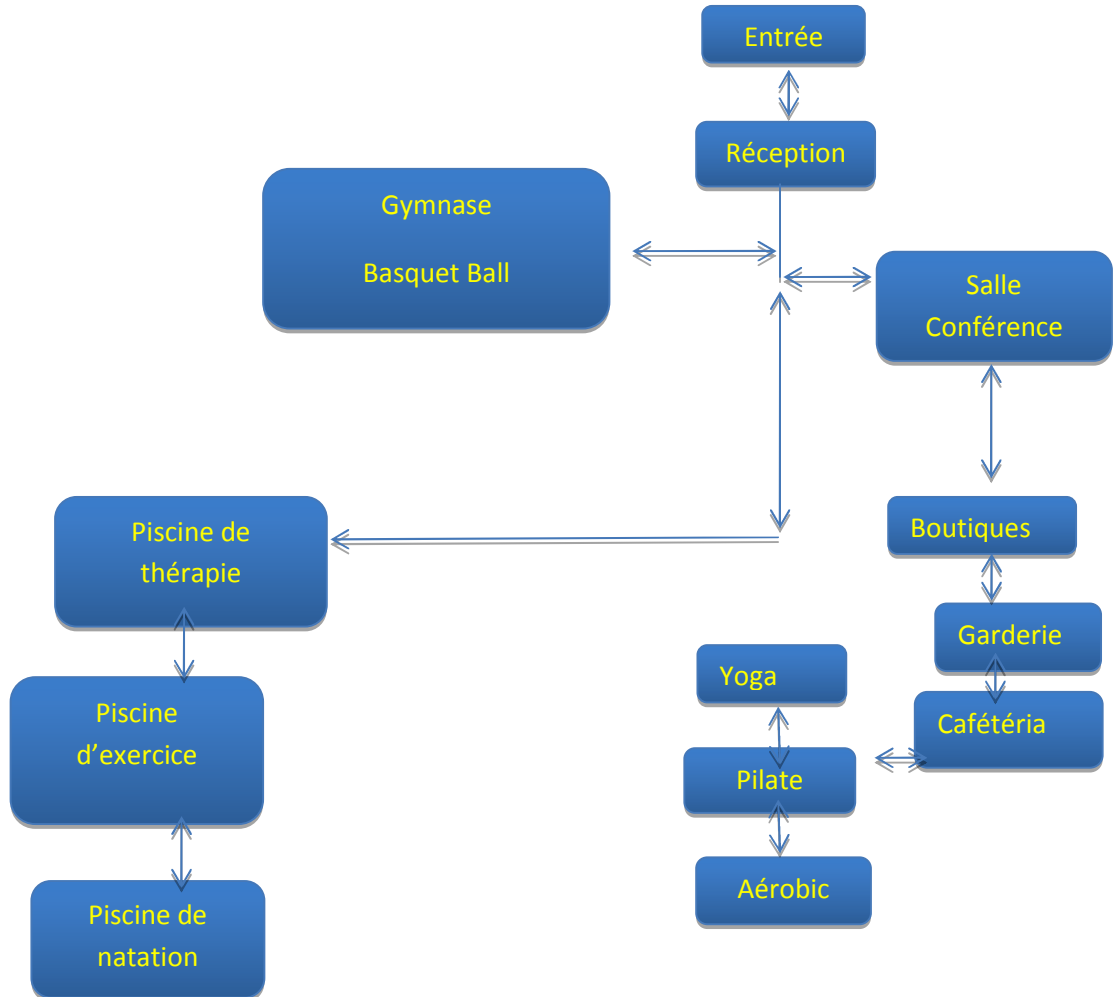 Entrée
Réception
Gymnase
Basquet Ball
Salle
Conférence
Piscine de
thérapie
Boutiques
Garderie
Yoga
Piscine
d’exercice
Cafétéria
Pilate
Aérobic
Piscine de
natation